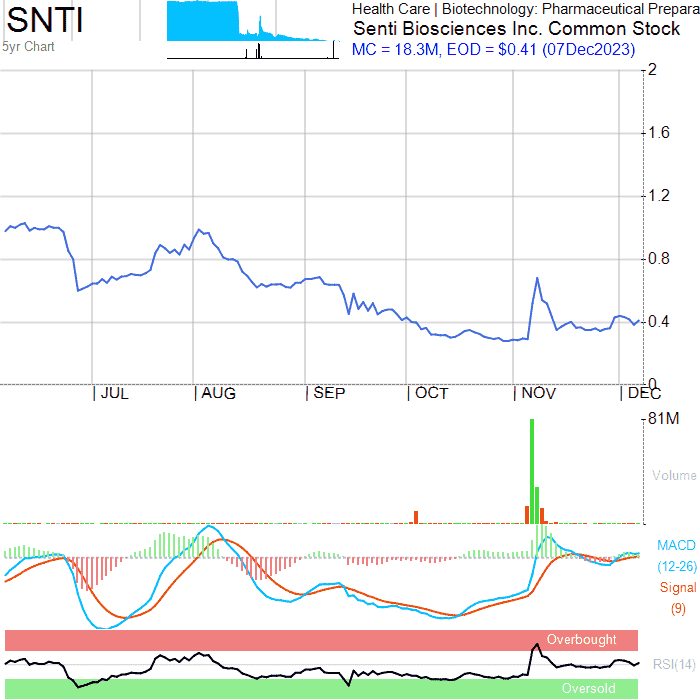 SNTI
5yr Chart
Health Care | Biotechnology: Pharmaceutical Prepara
Senti Biosciences Inc. Common Stock
MC = 18.3M, EOD = $0.41 (07Dec2023)
2
1.6
1.2
0.8
0.4
0
JUL
AUG
SEP
OCT
NOV
DEC
81M
Volume
MACD
(12-26)
Signal
(9)
Overbought
RSI(14)
Oversold